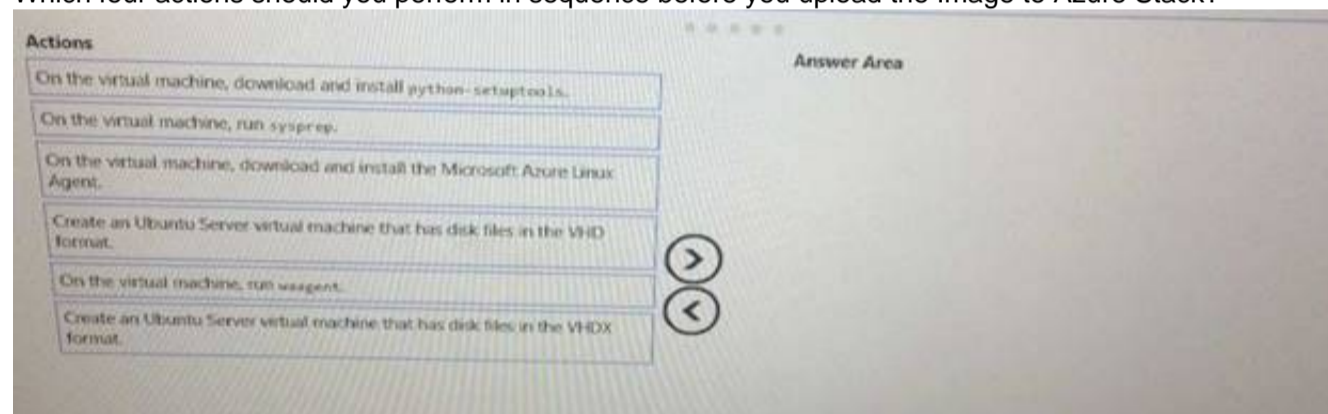 Which four actions should you perform in sequence before you upload the image to Azure Stack?
Actions
Answer Area
On the virtual machine, download and install python-setuptools.
On the virtual machine, run sysprep.
On the virtual machine, download and install the Microsoft Azure Linux
Agent.
Create an Ubuntu Server virtual machine that has disk files in the VHD
format.
On the virtual machine, run waagent.
Create an Ubuntu Server virtual machine that has disk files in the VHDX
format.